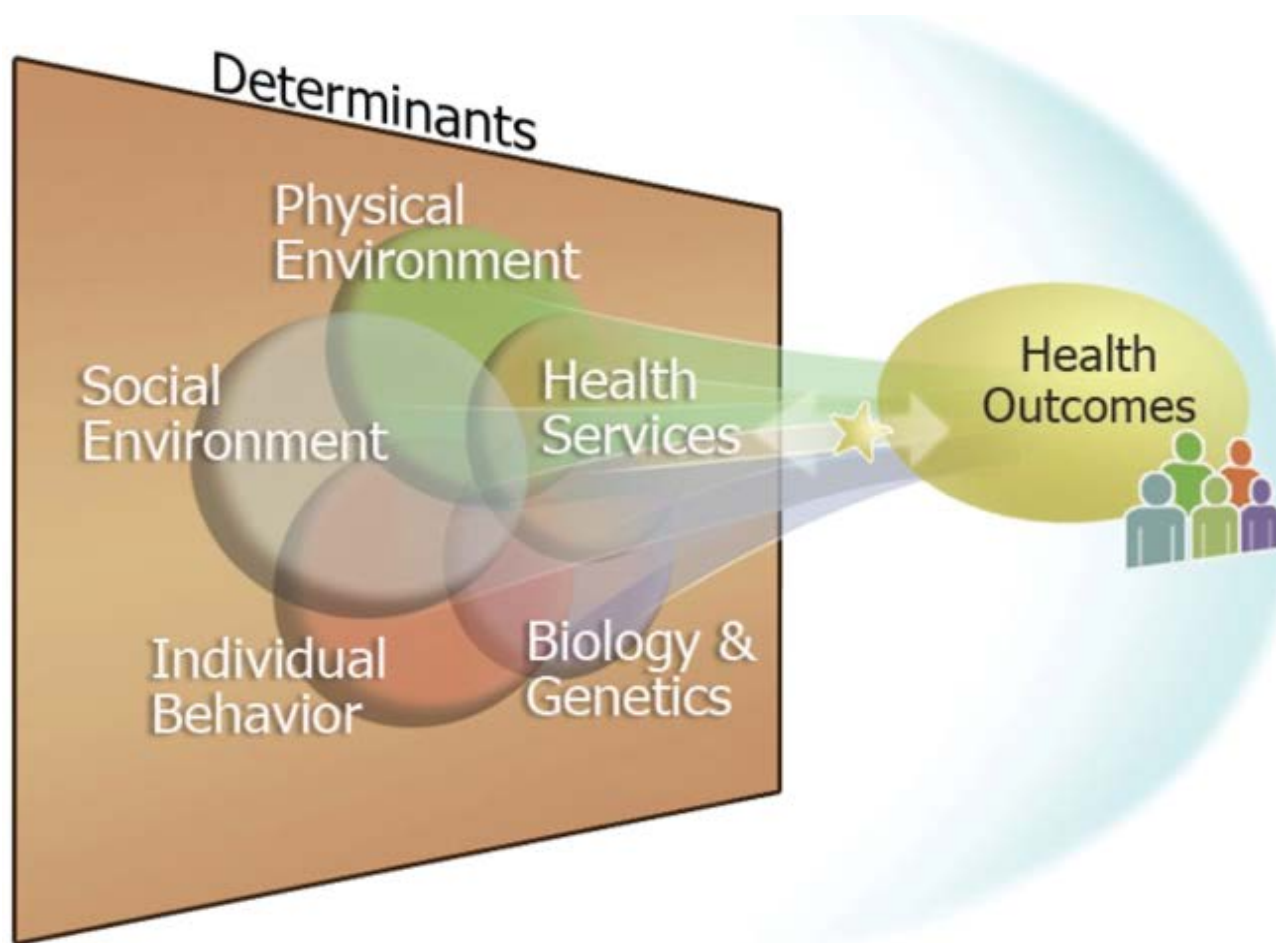 Determinants
Physical
Environment
Social
Environment
Health
Services
Individual
Behavior
Biology &
Genetics
Health
Outcomes